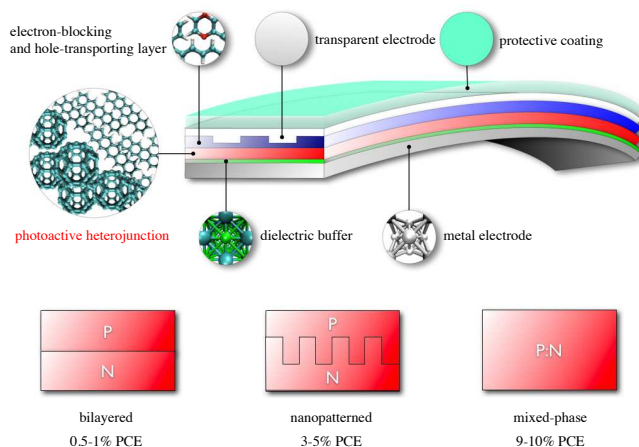 electron-blocking
and hole-transporting layer
transparent electrode
protective coating
photoactive heterojunction
dielectric buffer
metal electrode
P
N
P
N
P:N
bilayered
nanopatterned
mixed-phase
0.5-1% PCE
3-5% PCE
9-10% PCE